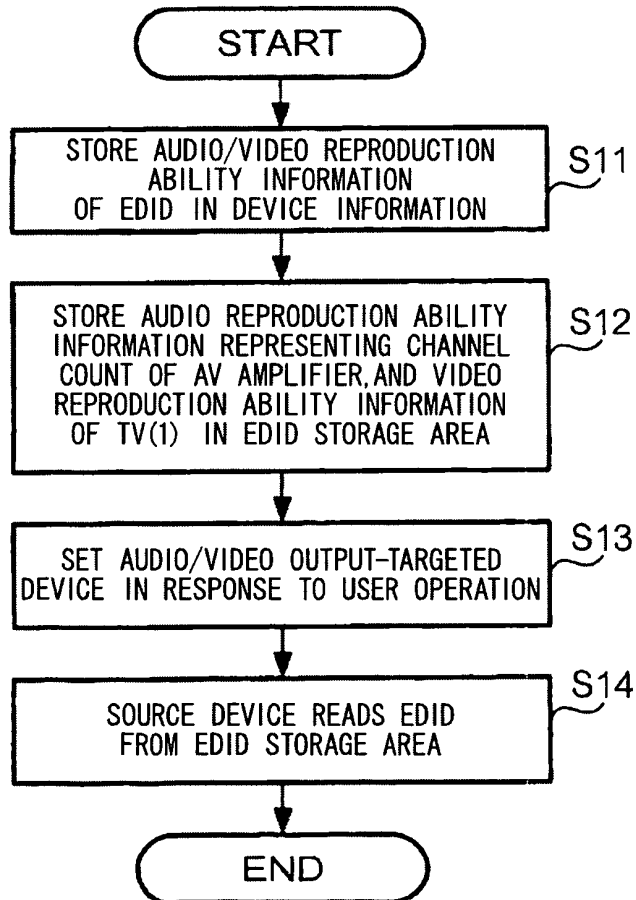 START
STORE AUDIO/VIDEO REPRODUCTION
ABILITY INFORMATION
OF EDID IN DEVICE INFORMATION
S11
STORE AUDIO REPRODUCTION ABILITY
INFORMATION REPRESENTING CHANNEL
COUNT OF AV AMPLIFIER,AND VIDEO
REPRODUCTION ABILITY INFORMATION
OF TV(1) IN EDID STORAGE AREA
S12
SET AUDIO/VIDEO OUTPUT-TARGETED
DEVICE IN RESPONSE TO USER OPERATION
S13
SOURCE DEVICE READS EDID
FROM EDID STORAGE AREA
S14
END